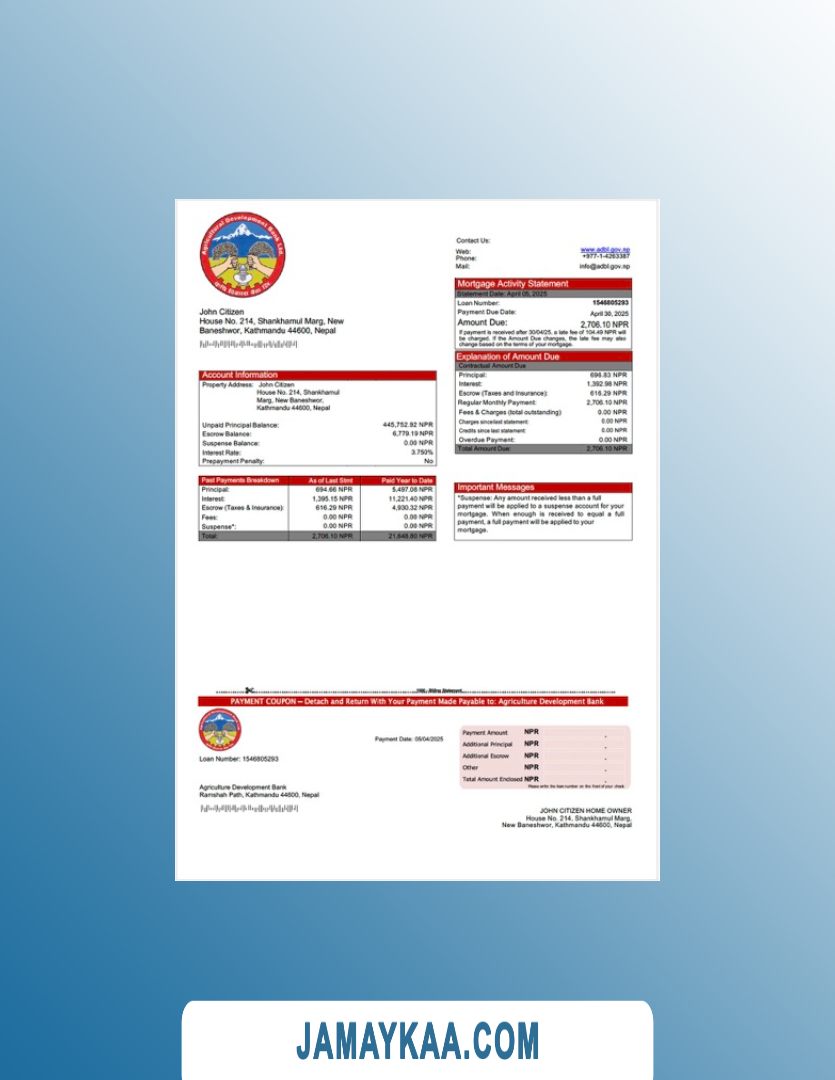 Agricultural Development Bank Ltd.
कृषि विकास बैंक लि.
Contact Us:
Web: www.adbl.gov.np
Phone: +977-1-4263387
Mail: info@adbl.gov.np
Mortgage Activity Statement
Statement Date: April 05, 2025
Loan Number: 1546805293
Payment Due Date: April 30, 2025
Amount Due: 2,706.10 NPR
If payment is received after 30/04/25, a late fee of 104.49 NPR will
be charged. If the Amount Due changes, the late fee may also
change based on the terms of your mortgage.
John Citizen
House No. 214, Shankhamul Marg, New
Baneshwor, Kathmandu 44600, Nepal
Explanation of Amount Due
Contractual Amount Due
Principal: 696.83 NPR
Interest: 1,392.98 NPR
Escrow (Taxes and Insurance): 616.29 NPR
Regular Monthly Payment: 2,706.10 NPR
Fees & Charges (total outstanding): 0.00 NPR
Charges since last statement: 0.00 NPR
Credits since last statement: 0.00 NPR
Overdue Payment: 0.00 NPR
Total Amount Due: 2,706.10 NPR
Account Information
Property Address: John Citizen
House No. 214, Shankhamul
Marg, New Baneshwor,
Kathmandu 44600, Nepal
Unpaid Principal Balance: 445,752.92 NPR
Escrow Balance: 6,779.19 NPR
Suspense Balance: 0.00 NPR
Interest Rate: 3.750%
Prepayment Penalty: No
Past Payments Breakdown As of Last Stmt Paid Year to Date
Principal: 694.66 NPR 5,497.08 NPR
Interest: 1,395.15 NPR 11,221.40 NPR
Escrow (Taxes & Insurance): 616.29 NPR 4,930.32 NPR
Fees: 0.00 NPR 0.00 NPR
Suspense*: 0.00 NPR 0.00 NPR
Total: 2,706.10 NPR 21,648.80 NPR
Important Messages
*Suspense: Any amount received less than a full
payment will be applied to a suspense account for your
mortgage. When enough is received to equal a full
payment, a full payment will be applied to your
mortgage.
Billing Statement
PAYMENT COUPON – Detach and Return With Your Payment Made Payable to: Agriculture Development Bank
Payment Date: 05/04/2025
Payment Amount NPR .
Additional Principal NPR .
Additional Escrow NPR .
Other NPR .
Total Amount Enclosed NPR .
Please write the loan number on the front of your check.
Loan Number: 1546805293
Agriculture Development Bank
Ramshah Path, Kathmandu 44600, Nepal
JOHN CITIZEN HOME OWNER
House No. 214, Shankhamul Marg,
New Baneshwor, Kathmandu 44600, Nepal
JAMAYKAA.COM